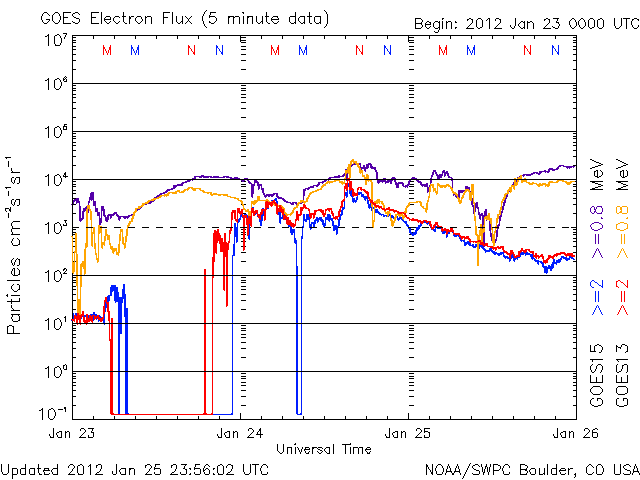 GOES Electron Flux (5 minute data)
Begin: 2012 Jan 23 0000 UTC
M M N N M M N N M M N N
10⁷
10⁶
10⁵
10⁴
10³
10²
10¹
10⁰
10⁻¹
Particles cm⁻²s⁻¹sr⁻¹
Jan 23 Jan 24 Jan 25 Jan 26
Universal Time
GOES15 >=2 >=0.8 MeV
GOES13 >=2 >=0.8 MeV
Updated 2012 Jan 25 23:56:02 UTC
NOAA/SWPC Boulder, CO USA